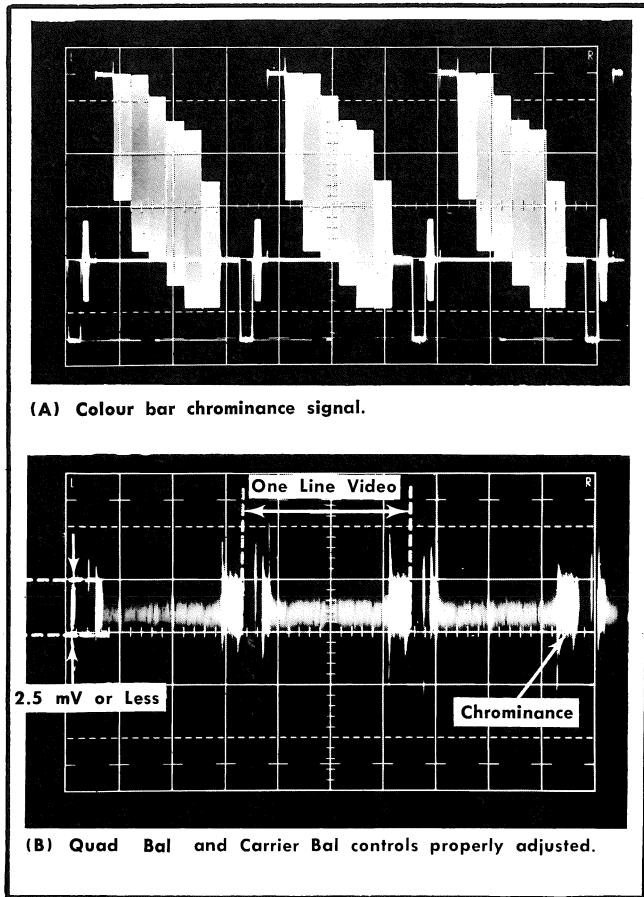 L R
(A) Colour bar chrominance signal.
L R
One Line Video
2.5 mV or Less
Chrominance
(B) Quad Bal and Carrier Bal controls properly adjusted.